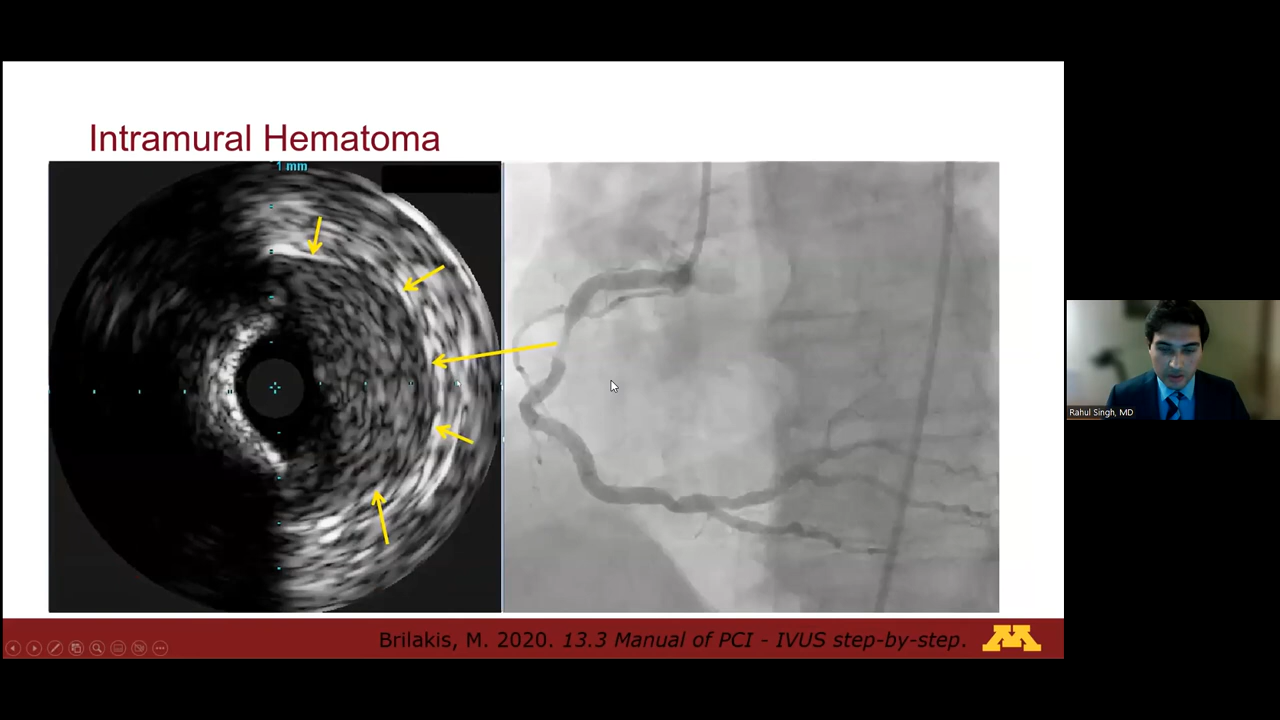 Intramural Hematoma
1 mm
Rahul Singh, MD
Brilakis, M. 2020. 13.3 Manual of PCI - IVUS step-by-step.
M